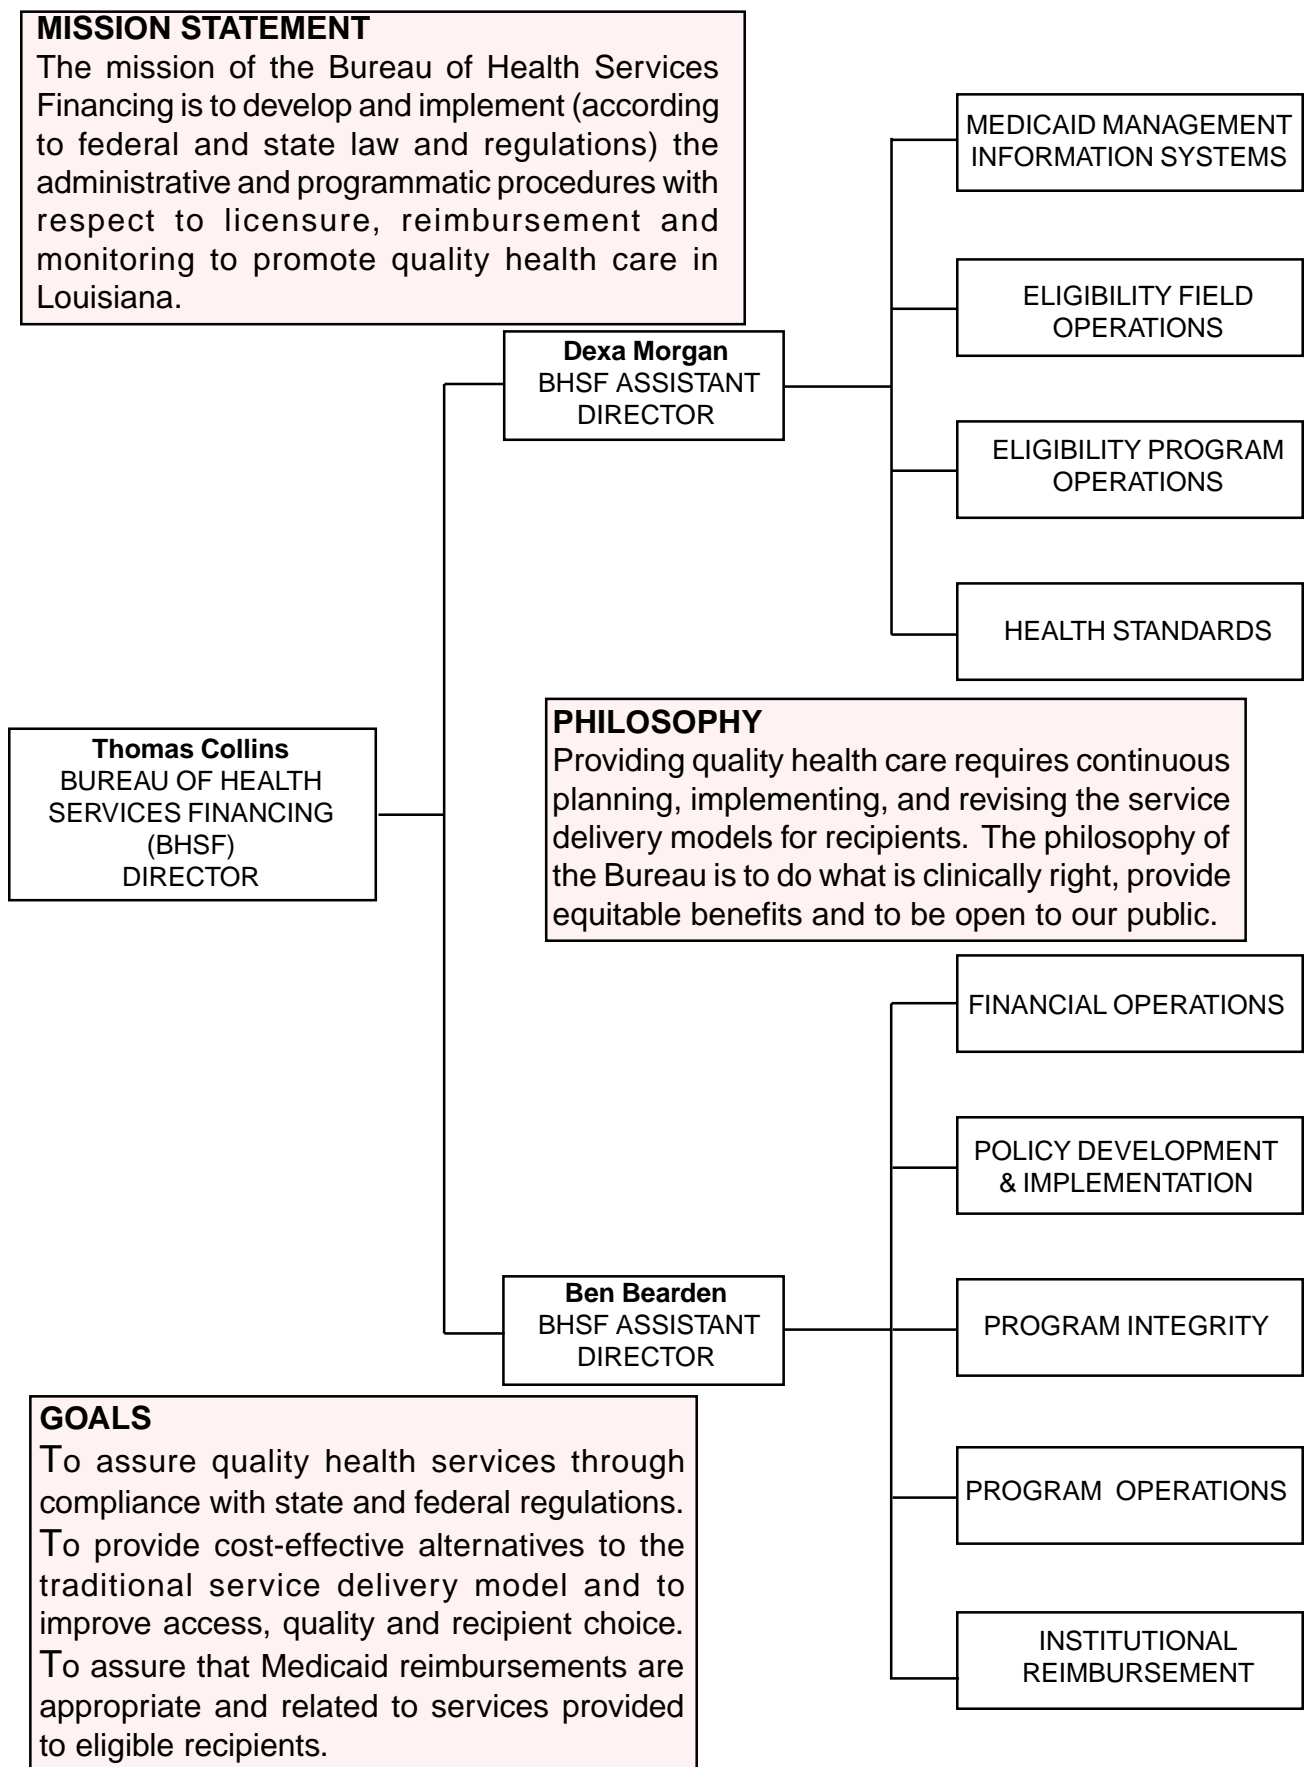 MISSION STATEMENT
The mission of the Bureau of Health Services
Financing is to develop and implement (according
to federal and state law and regulations) the
administrative and programmatic procedures with
respect to licensure, reimbursement and
monitoring to promote quality health care in
Louisiana.
MEDICAID MANAGEMENT
INFORMATION SYSTEMS
ELIGIBILITY FIELD
OPERATIONS
Dexa Morgan
BHSF ASSISTANT
DIRECTOR
ELIGIBILITY PROGRAM
OPERATIONS
HEALTH STANDARDS
Thomas Collins
BUREAU OF HEALTH
SERVICES FINANCING
(BHSF)
DIRECTOR
PHILOSOPHY
Providing quality health care requires continuous
planning, implementing, and revising the service
delivery models for recipients. The philosophy of
the Bureau is to do what is clinically right, provide
equitable benefits and to be open to our public.
FINANCIAL OPERATIONS
POLICY DEVELOPMENT
& IMPLEMENTATION
Ben Bearden
BHSF ASSISTANT
DIRECTOR
PROGRAM INTEGRITY
PROGRAM OPERATIONS
INSTITUTIONAL
REIMBURSEMENT
GOALS
To assure quality health services through
compliance with state and federal regulations.
To provide cost-effective alternatives to the
traditional service delivery model and to
improve access, quality and recipient choice.
To assure that Medicaid reimbursements are
appropriate and related to services provided
to eligible recipients.